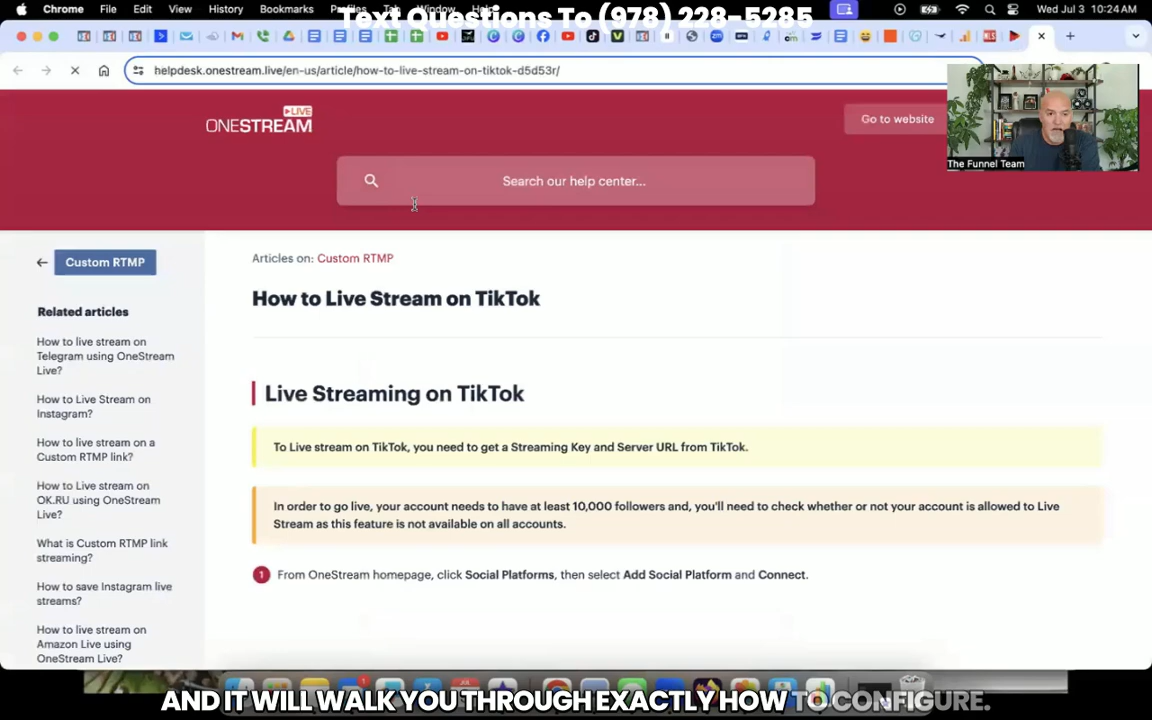 Chrome File Edit View History Bookmarks Profiles Tab Window Help
Wed Jul 3 10:24 AM
Text Questions To (978) 228-5285
helpdesk.onestream.live/en-us/article/how-to-live-stream-on-tiktok-d5d53r/
LIVE
ONESTREAM
Go to website
Search our help center...
The Funnel Team
Custom RTMP
Articles on: Custom RTMP
How to Live Stream on TikTok
Related articles
How to live stream on
Telegram using OneStream
Live?
How to Live Stream on
Instagram?
How to live stream on a
Custom RTMP link?
How to Live stream on
OK.RU using OneStream
Live?
What is Custom RTMP link
streaming?
How to save Instagram live
streams?
How to live stream on
Amazon Live using
OneStream Live?
Live Streaming on TikTok
To Live stream on TikTok, you need to get a Streaming Key and Server URL from TikTok.
In order to go live, your account needs to have at least 10,000 followers and, you'll need to check whether or not your account is allowed to Live
Stream as this feature is not available on all accounts.
1 From OneStream homepage, click Social Platforms, then select Add Social Platform and Connect.
AND IT WILL WALK YOU THROUGH EXACTLY HOW TO CONFIGURE.